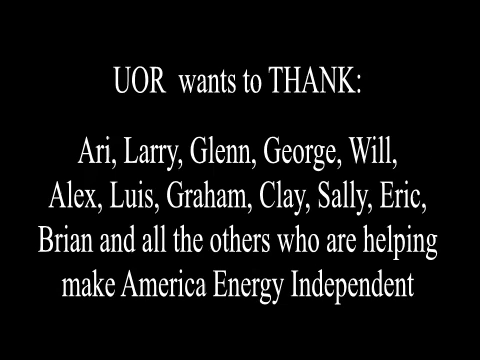 UOR wants to THANK:
Ari, Larry, Glenn, George, Will,
Alex, Luis, Graham, Clay, Sally, Eric,
Brian and all the others who are helping
make America Energy Independent